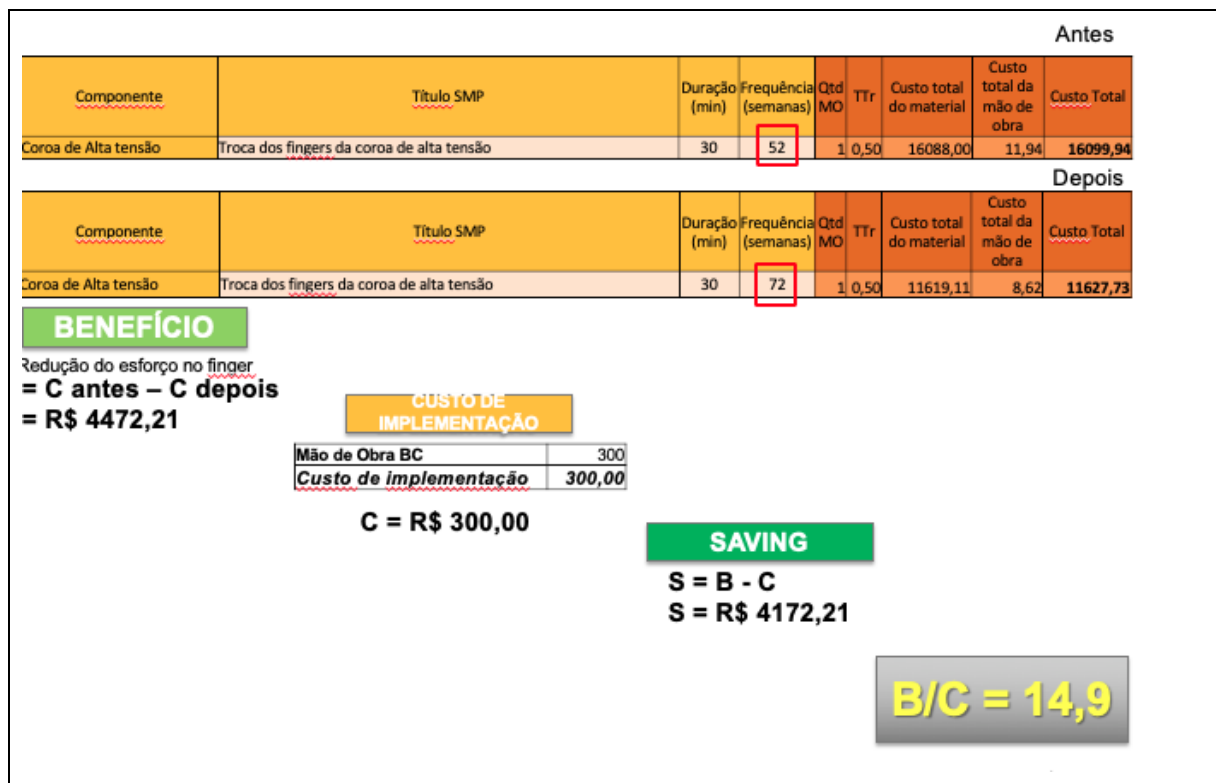 Antes
Componente Título SMP Duração (min) Frequência (semanas) Qtd MO TTr Custo total do material Custo total da mão de obra Custo Total
Coroa de Alta tensão Troca dos fingers da coroa de alta tensão 30 52 1 0,50 16088,00 11,94 16099,94
Depois
Componente Título SMP Duração (min) Frequência (semanas) Qtd MO TTr Custo total do material Custo total da mão de obra Custo Total
Coroa de Alta tensão Troca dos fingers da coroa de alta tensão 30 72 1 0,50 11619,11 8,62 11627,73
BENEFÍCIO
Redução do esforço no finger
= C antes – C depois
= R$ 4472,21
CUSTO DE
IMPLEMENTAÇÃO
Mão de Obra BC 300
Custo de implementação 300,00
C = R$ 300,00
SAVING
S = B - C
S = R$ 4172,21
B/C = 14,9